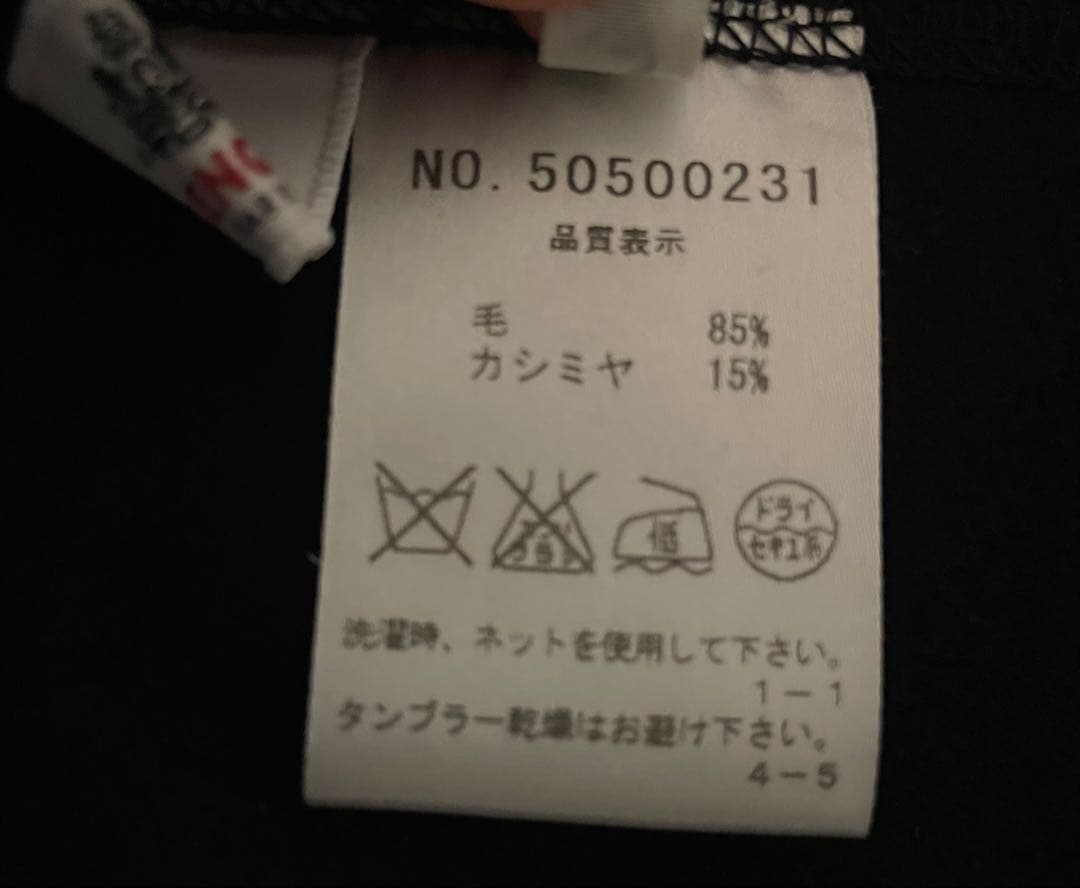 NO. 50500231
品質表示
毛 85%
カシミヤ 15%
低
ドライ
セキユ系
洗濯時、ネットを使用して下さい。
1-1
タンブラー乾燥はお避け下さい。
4-5